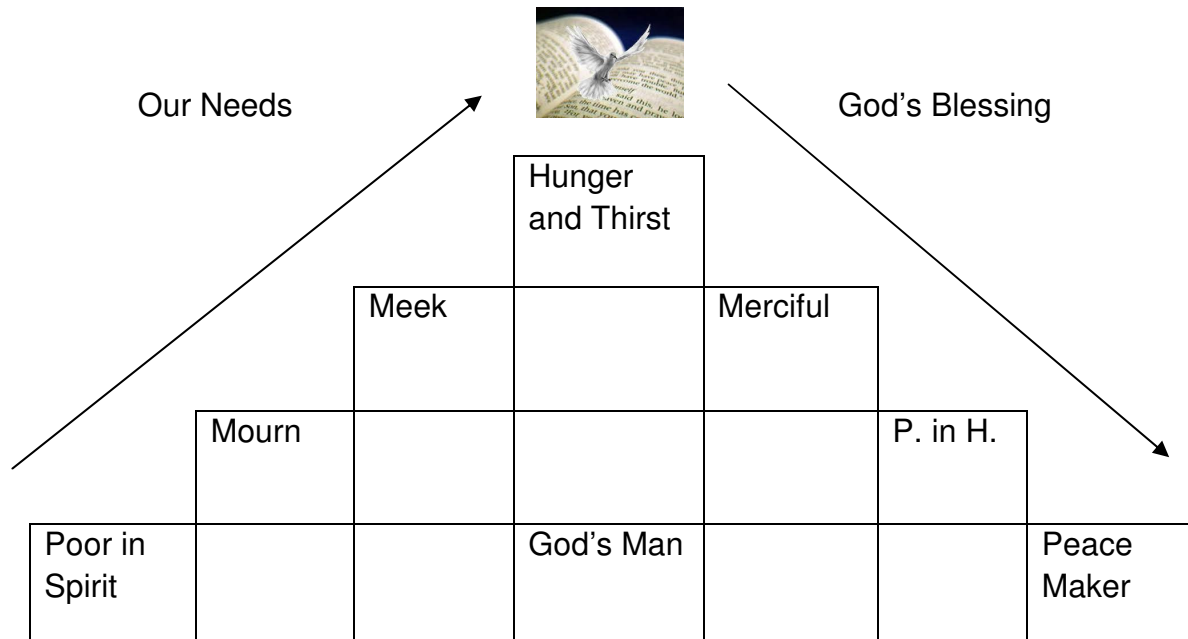 Our Needs
God's Blessing
Hunger
and Thirst
Meek
Merciful
Mourn
P. in H.
Poor in
Spirit
God's Man
Peace
Maker